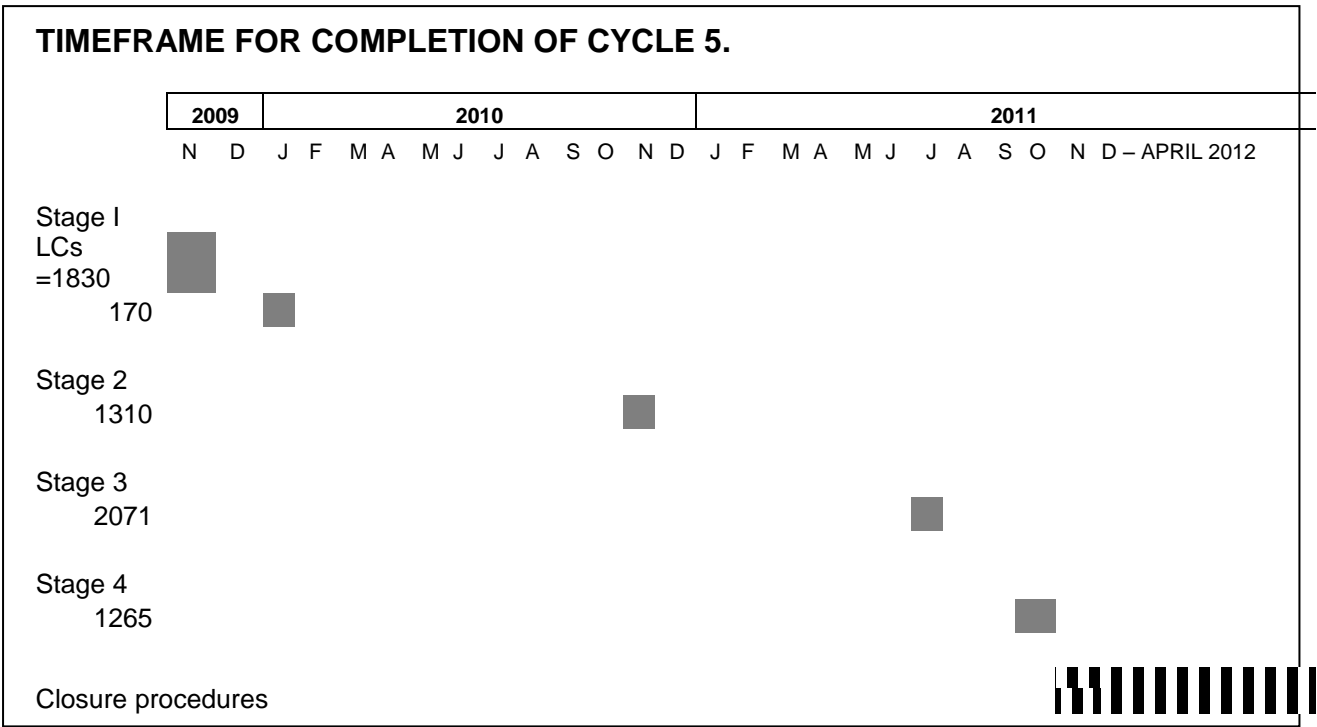 TIMEFRAME FOR COMPLETION OF CYCLE 5.
2009 2010 2011
N D J F M A M J J A S O N D J F M A M J J A S O N D – APRIL 2012
Stage I
LCs
=1830
170
Stage 2
1310
Stage 3
2071
Stage 4
1265
Closure procedures